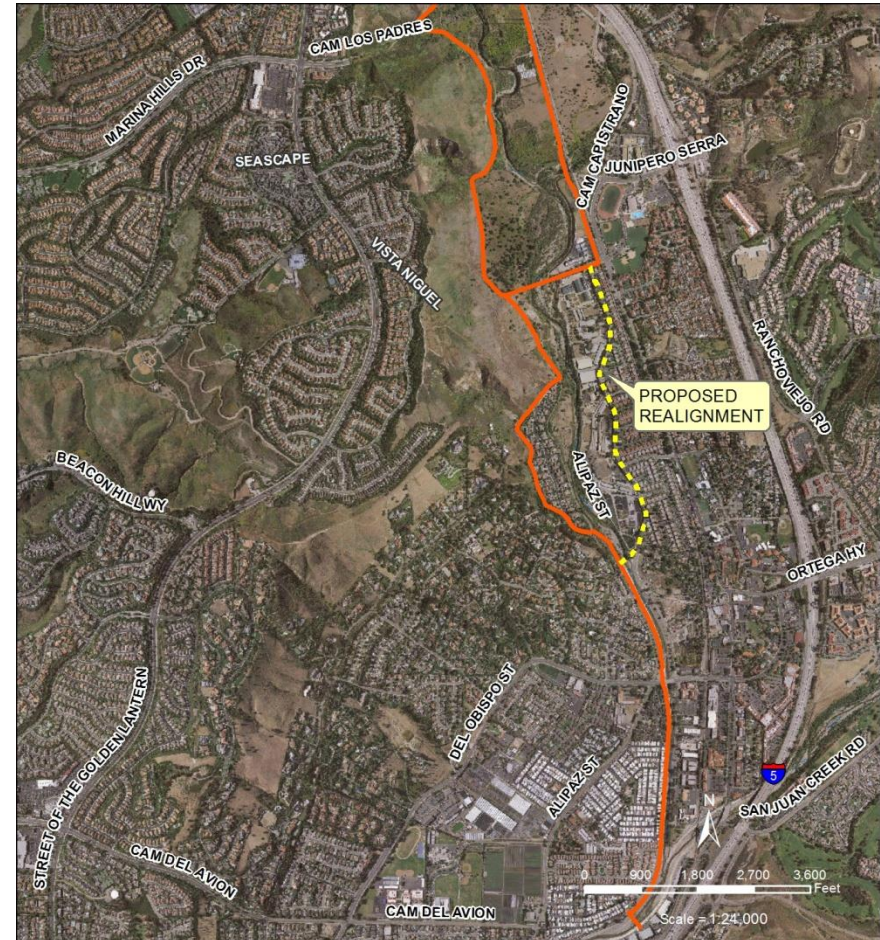 CAM LOS PADRES
MARINA HILLS DR
SEASCAPE
CAM CAPISTRANO
JUNIPERO SERRA
VISTA NIGUEL
RANCHO VIEJO RD
PROPOSED
REALIGNMENT
BEACON HILL WY
ALIPAZ ST
ORTEGA HY
STREET OF THE GOLDEN LANTERN
DEL OBISPO ST
ALIPAZ ST
5
SAN JUAN CREEK RD
N
CAM DEL AVION
CAM DEL AVION
0 900 1,800 2,700 3,600
Feet
Scale = 1:24,000